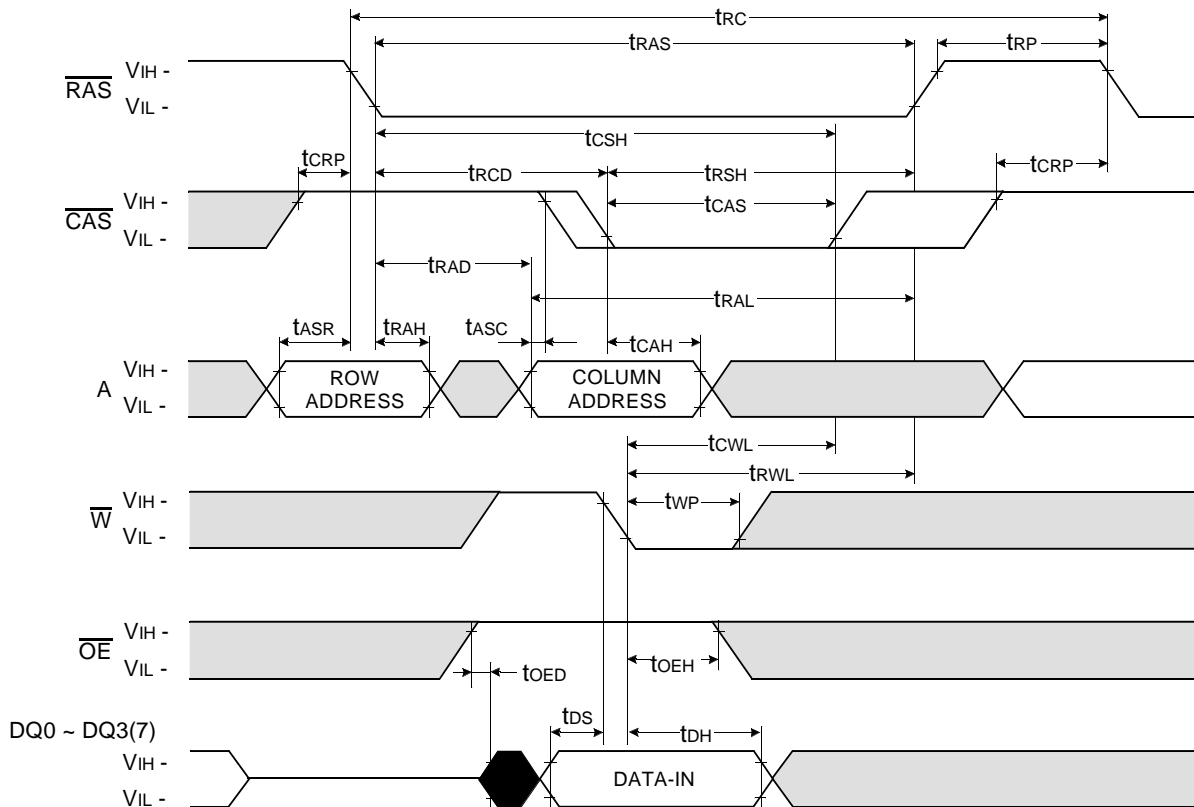 tRC
tRAS
tRP
RAS
VIH -
VIL -
tCSH
tCRP
tRCD
tRSH
tCRP
CAS
VIH -
VIL -
tCAS
tRAD
tRAL
tASR
tRAH
tASC
tCAH
A
VIH -
VIL -
ROW
ADDRESS
COLUMN
ADDRESS
tCWL
tRWL
W
VIH -
VIL -
tWP
OE
VIH -
VIL -
tOEH
tOED
DQ0 ~ DQ3(7)
tDS
tDH
VIH -
VIL -
DATA-IN